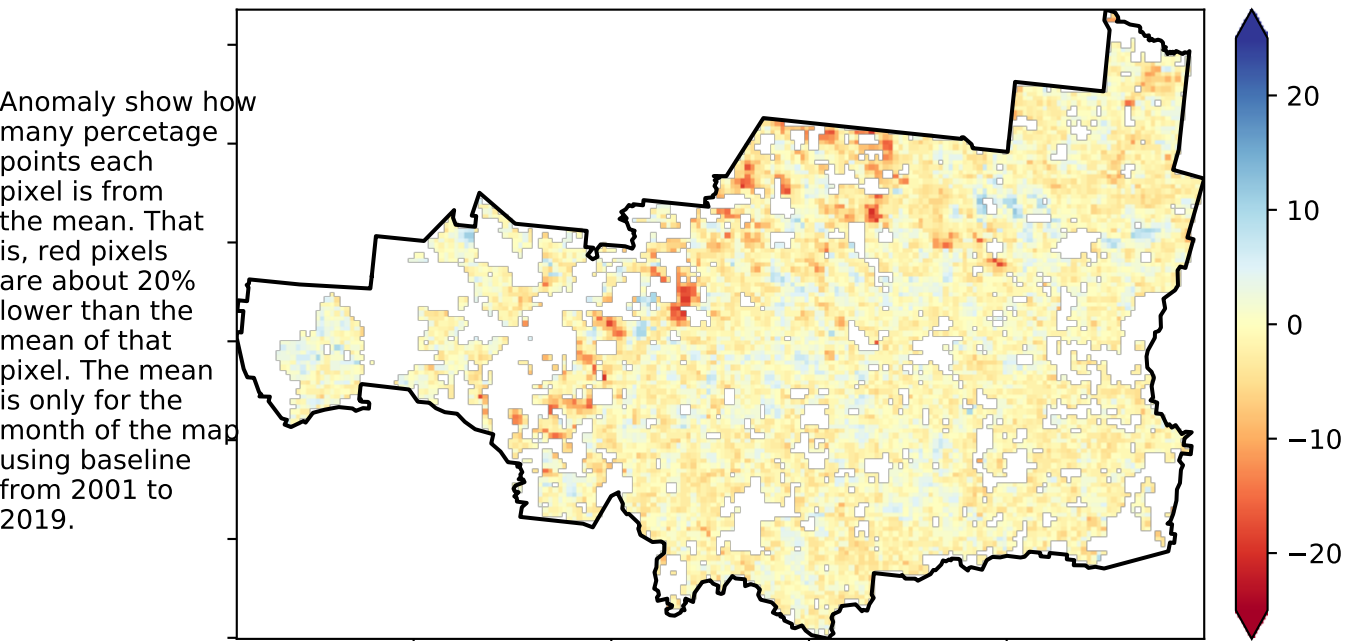 Anomaly show how
many percetage
points each
pixel is from
the mean. That
is, red pixels
are about 20%
lower than the
mean of that
pixel. The mean
is only for the
month of the map
using baseline
from 2001 to
2019.
20
10
0
−10
−20